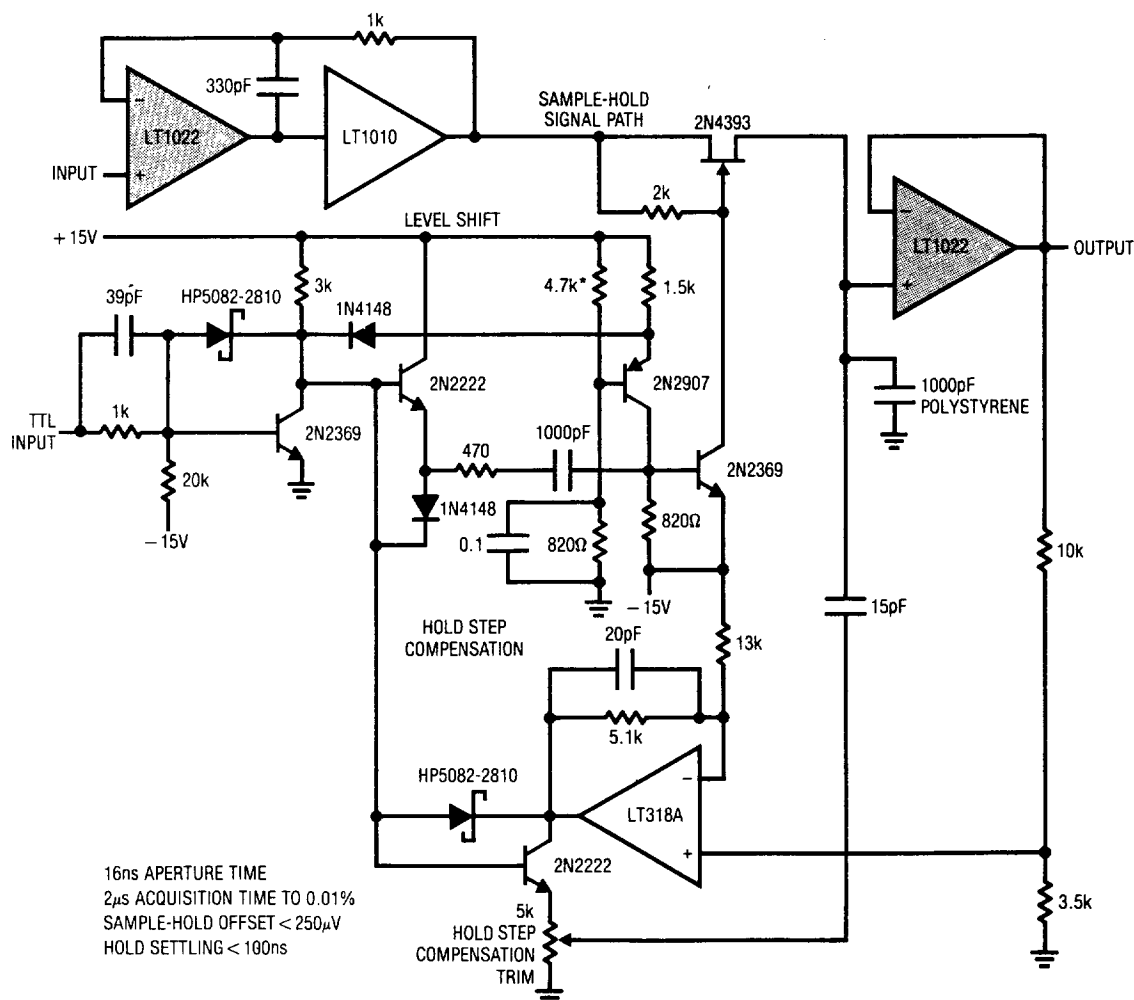 1k
330pF
LT1022
LT1010
INPUT
SAMPLE-HOLD
SIGNAL PATH
2N4393
2k
LT1022
OUTPUT
LEVEL SHIFT
+15V
3k
4.7k*
1.5k
39pF
HP5082-2810
1N4148
2N2222
2N2907
1000pF
POLYSTYRENE
TTL
INPUT
1k
2N2369
470
1000pF
2N2369
20k
1N4148
0.1
820Ω
820Ω
−15V
−15V
10k
15pF
HOLD STEP
COMPENSATION
20pF
13k
5.1k
HP5082-2810
LT318A
2N2222
16ns APERTURE TIME
2μs ACQUISITION TIME TO 0.01%
SAMPLE-HOLD OFFSET < 250μV
HOLD SETTLING < 100ns
5k
HOLD STEP
COMPENSATION
TRIM
3.5k